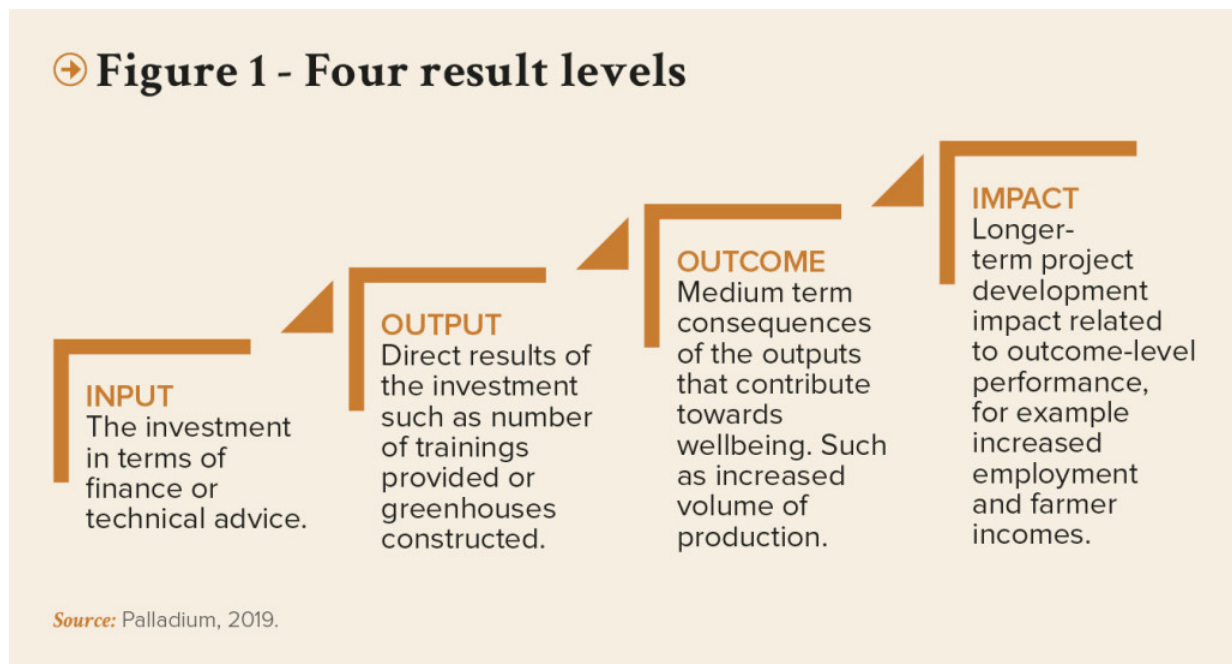 Figure 1 - Four result levels
INPUT
The investment
in terms of
finance or
technical advice.
OUTPUT
Direct results of
the investment
such as number
of trainings
provided or
greenhouses
constructed.
OUTCOME
Medium term
consequences
of the outputs
that contribute
towards
wellbeing. Such
as increased
volume of
production.
IMPACT
Longer-
term project
development
impact related
to outcome-level
performance,
for example
increased
employment
and farmer
incomes.
Source: Palladium, 2019.